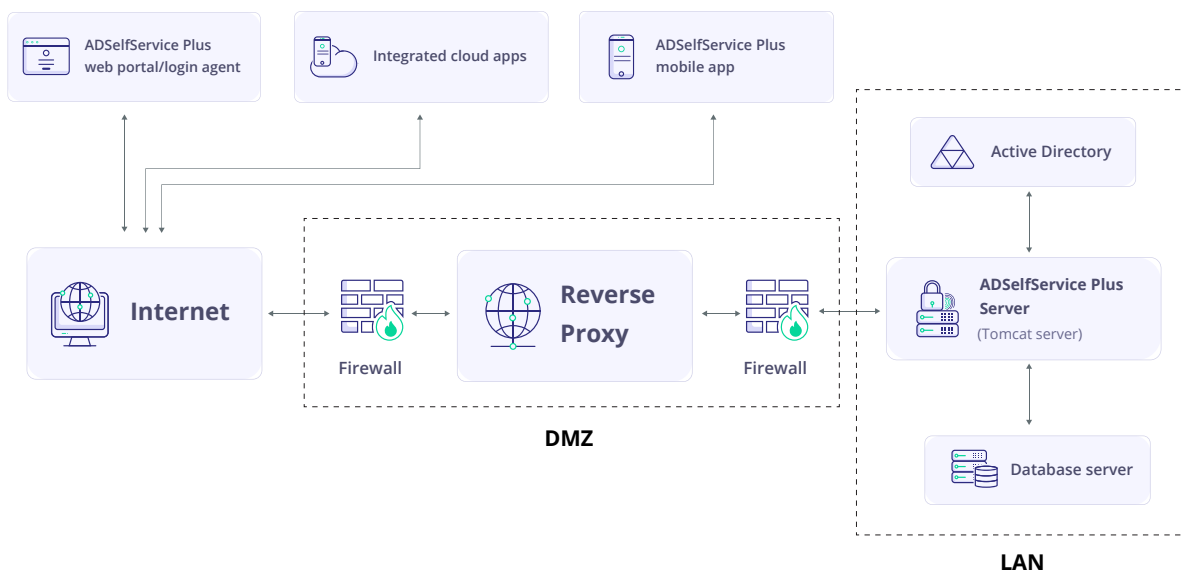 ADSelfService Plus
web portal/login agent
Integrated cloud apps
ADSelfService Plus
mobile app
Active Directory
Internet
Firewall
Reverse
Proxy
Firewall
ADSelfService Plus
Server
(Tomcat server)
DMZ
Database server
LAN